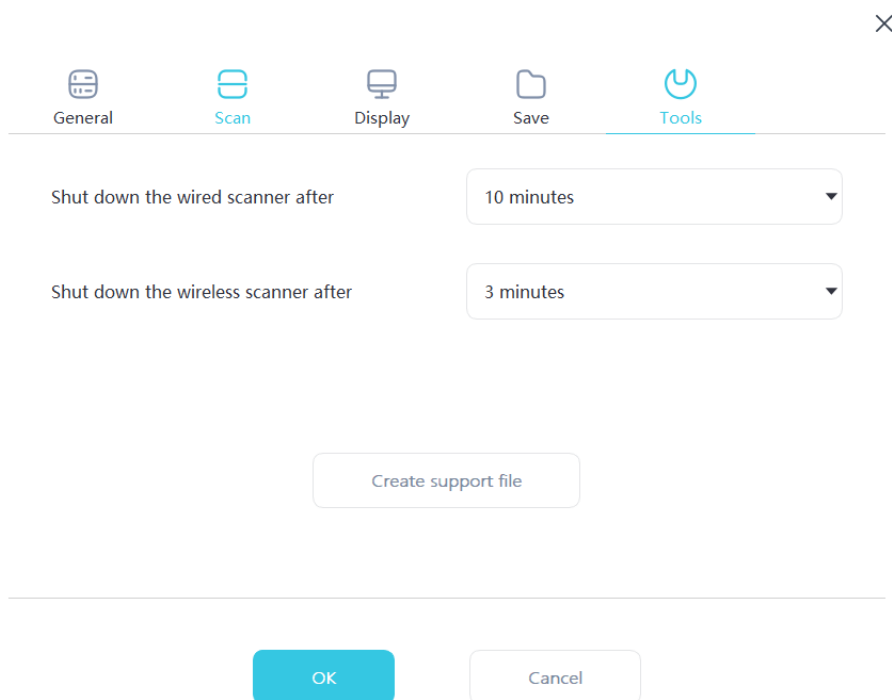 General Scan Display Save Tools
Shut down the wired scanner after 10 minutes
Shut down the wireless scanner after 3 minutes
Create support file
OK Cancel